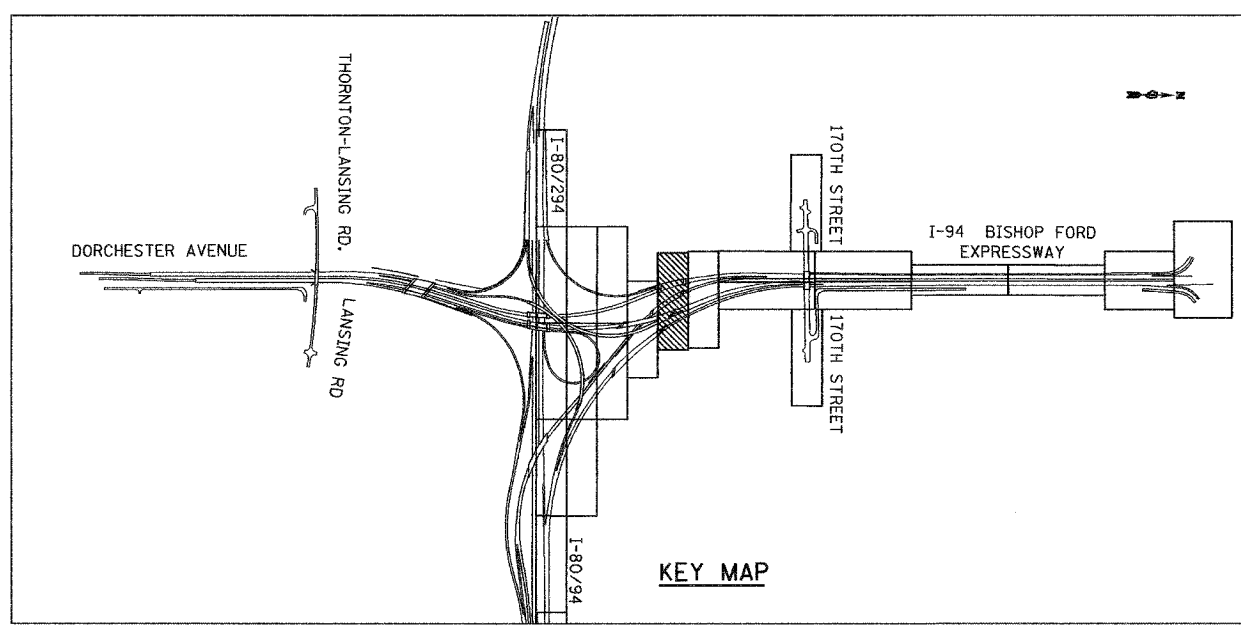 THORNTON-LANSING RD.
DORCHESTER AVENUE
LANSING RD
I-80/294
I-80/94
170TH STREET
170TH STREET
I-94 BISHOP FORD
EXPRESSWAY
N
KEY MAP